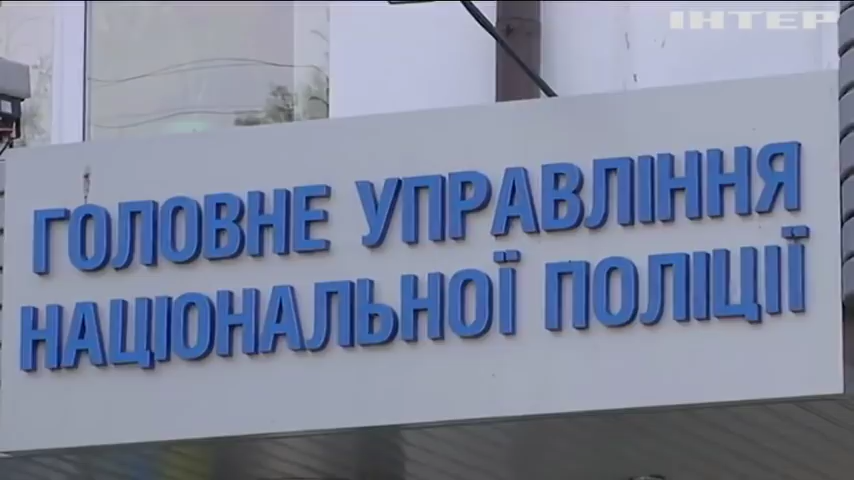 ІНТЕР
ГОЛОВНЕ УПРАВЛІННЯ
НАЦІОНАЛЬНОЇ ПОЛІЦІЇ